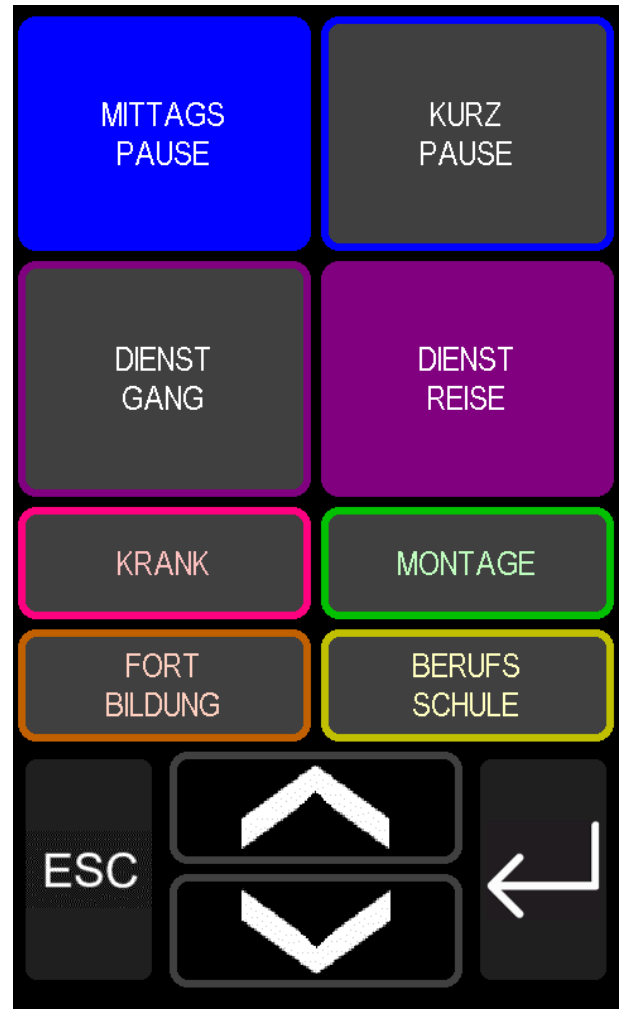 MITTAGS
PAUSE
KURZ
PAUSE
DIENST
GANG
DIENST
REISE
KRANK
MONTAGE
FORT
BILDUNG
BERUFS
SCHULE
ESC